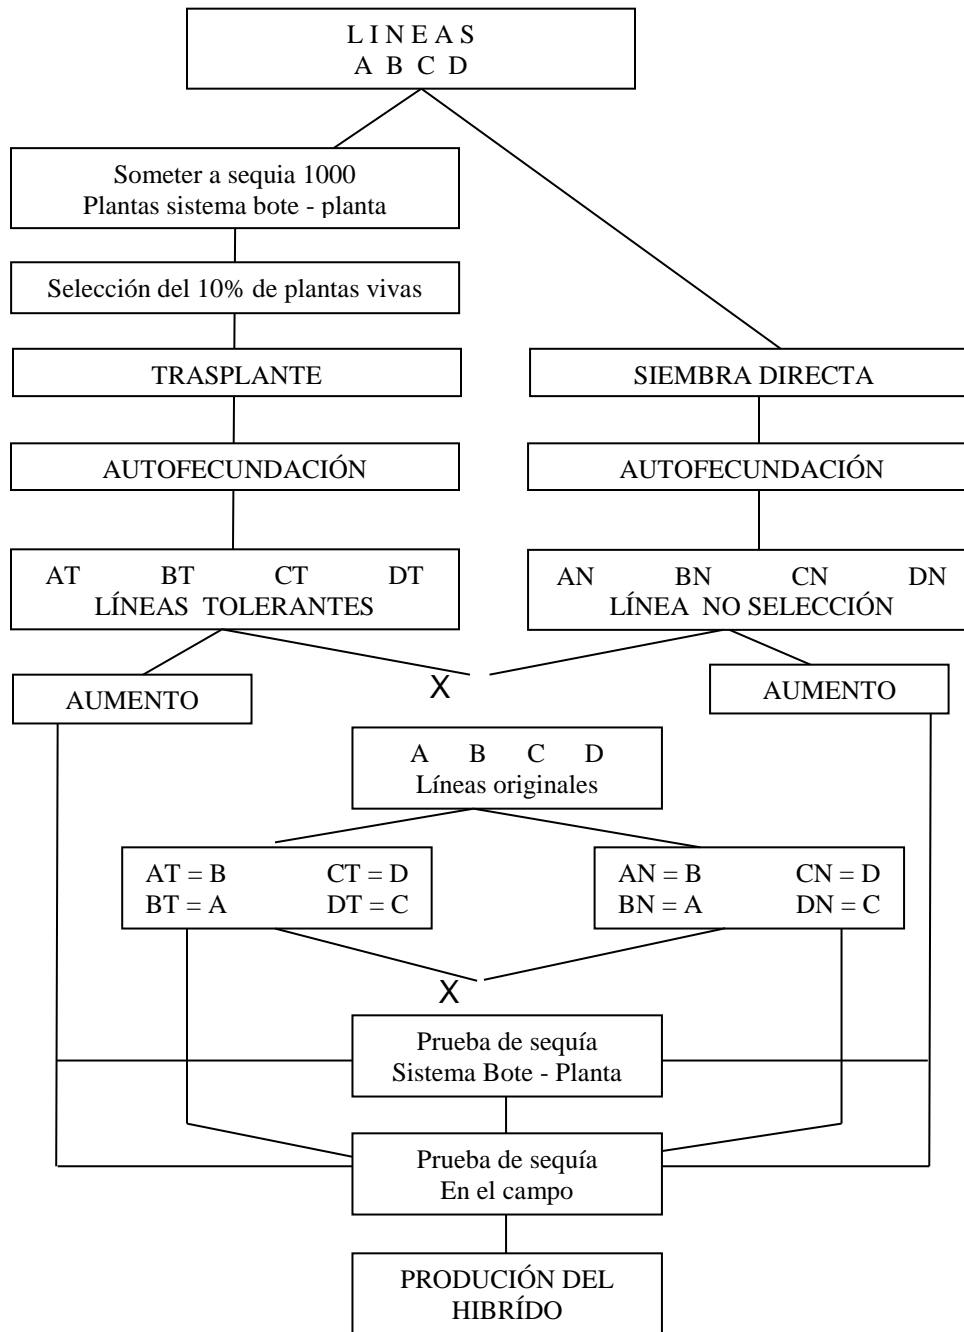 L I N E A S
A B C D
Someter a sequia 1000
Plantas sistema bote - planta
Selección del 10% de plantas vivas
TRASPLANTE
SIEMBRA DIRECTA
AUTOFECUNDACIÓN
AUTOFECUNDACIÓN
AT BT CT DT
LÍNEAS TOLERANTES
AN BN CN DN
LÍNEA NO SELECCIÓN
AUMENTO
X
AUMENTO
A B C D
Líneas originales
AT = B CT = D
BT = A DT = C
AN = B CN = D
BN = A DN = C
X
Prueba de sequía
Sistema Bote - Planta
Prueba de sequía
En el campo
PRODUCIÓN DEL
HIBRÍDO